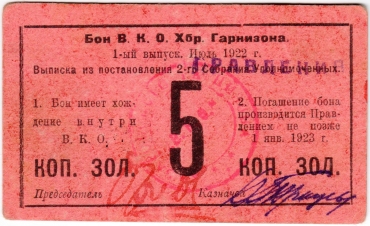 Бон В. К. О. Хбр. Гарнизона.
1-ый выпуск. Июль 1922 г.
Выписка из постановления 2-го Собрания Уполномоченных.
1. Бон имеет хож-
дение внутри
В. К. О.
5
2. Погашение бона
производится Прав-
лением не позже
1 янв. 1923 г.
КОП. ЗОЛ.
КОП. ЗОЛ.
Председатель
Казначей